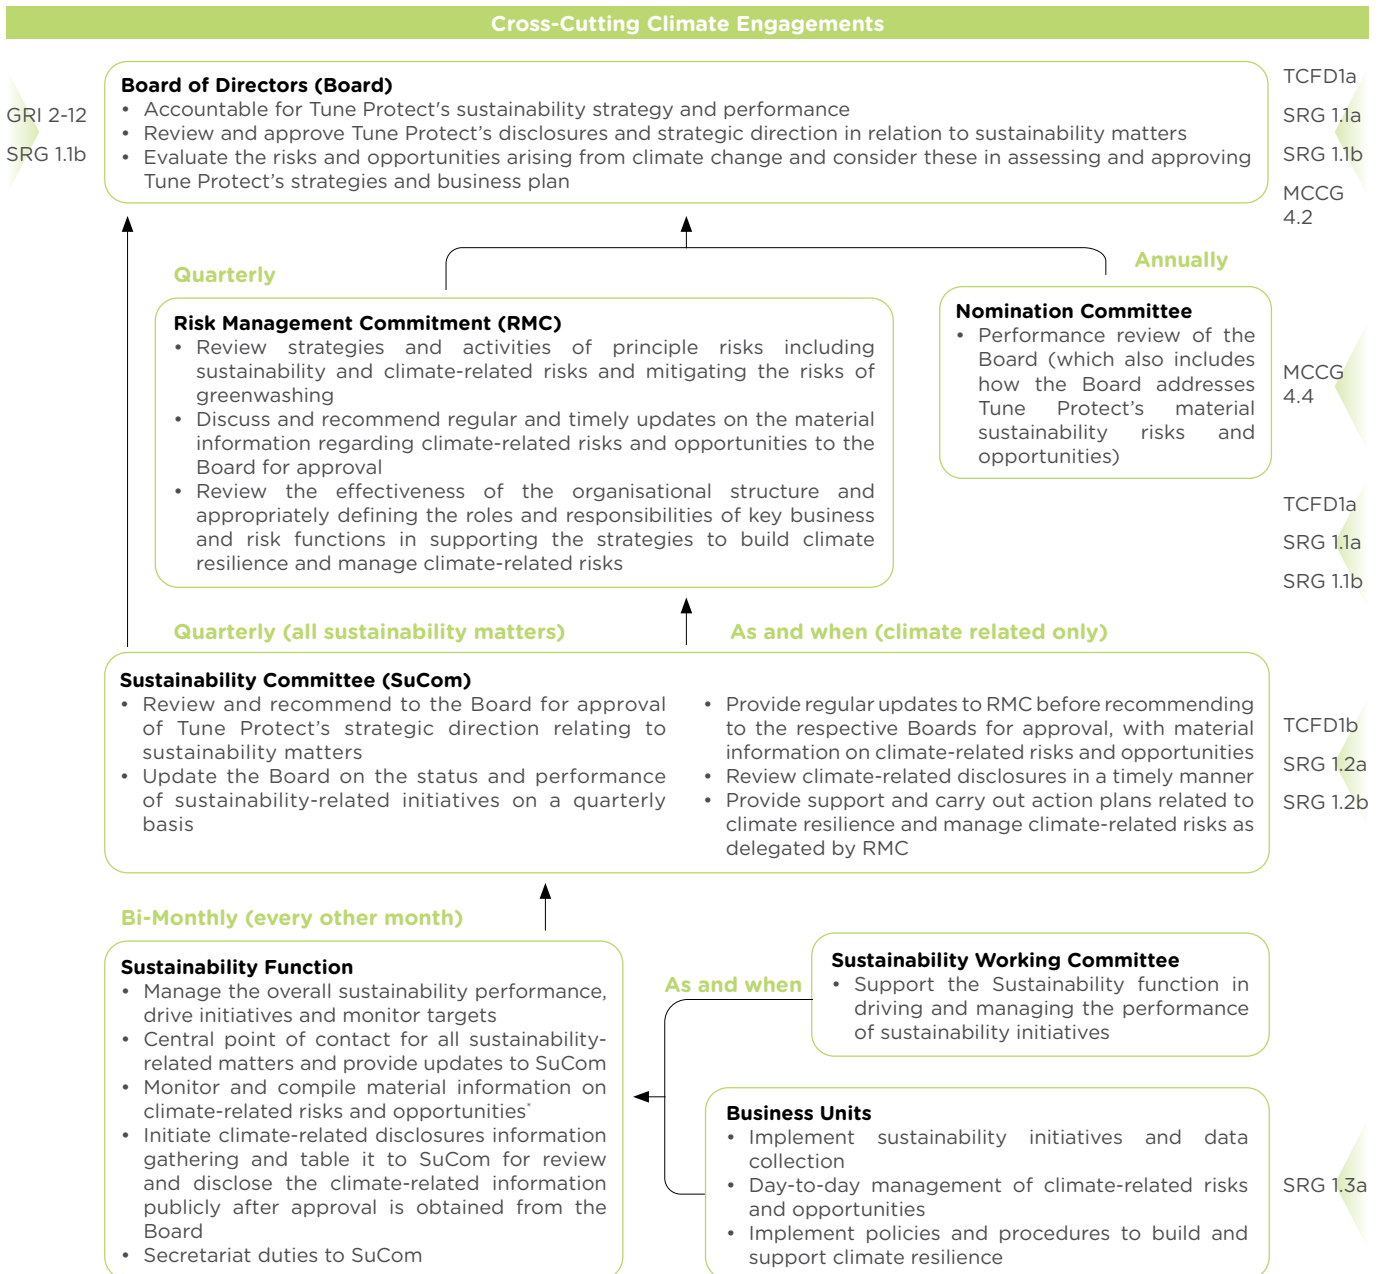 Cross-Cutting Climate Engagements
GRI 2-12
SRG 1.1b
Board of Directors (Board)
• Accountable for Tune Protect's sustainability strategy and performance
• Review and approve Tune Protect’s disclosures and strategic direction in relation to sustainability matters
• Evaluate the risks and opportunities arising from climate change and consider these in assessing and approving
Tune Protect’s strategies and business plan
TCFD1a
SRG 1.1a
SRG 1.1b
MCCG
4.2
Quarterly
Annually
Risk Management Commitment (RMC)
• Review strategies and activities of principle risks including
sustainability and climate-related risks and mitigating the risks of
greenwashing
• Discuss and recommend regular and timely updates on the material
information regarding climate-related risks and opportunities to the
Board for approval
• Review the effectiveness of the organisational structure and
appropriately defining the roles and responsibilities of key business
and risk functions in supporting the strategies to build climate
resilience and manage climate-related risks
Nomination Committee
• Performance review of the
Board (which also includes
how the Board addresses
Tune Protect’s material
sustainability risks and
opportunities)
MCCG
4.4
TCFD1a
SRG 1.1a
SRG 1.1b
Quarterly (all sustainability matters)
As and when (climate related only)
Sustainability Committee (SuCom)
• Review and recommend to the Board for approval
of Tune Protect’s strategic direction relating to
sustainability matters
• Update the Board on the status and performance
of sustainability-related initiatives on a quarterly
basis
• Provide regular updates to RMC before recommending
to the respective Boards for approval, with material
information on climate-related risks and opportunities
• Review climate-related disclosures in a timely manner
• Provide support and carry out action plans related to
climate resilience and manage climate-related risks as
delegated by RMC
TCFD1b
SRG 1.2a
SRG 1.2b
Bi-Monthly (every other month)
Sustainability Function
• Manage the overall sustainability performance,
drive initiatives and monitor targets
• Central point of contact for all sustainability-
related matters and provide updates to SuCom
• Monitor and compile material information on
climate-related risks and opportunities*
• Initiate climate-related disclosures information
gathering and table it to SuCom for review
and disclose the climate-related information
publicly after approval is obtained from the
Board
• Secretariat duties to SuCom
As and when
Sustainability Working Committee
• Support the Sustainability function in
driving and managing the performance
of sustainability initiatives
Business Units
• Implement sustainability initiatives and data
collection
• Day-to-day management of climate-related risks
and opportunities
• Implement policies and procedures to build and
support climate resilience
SRG 1.3a